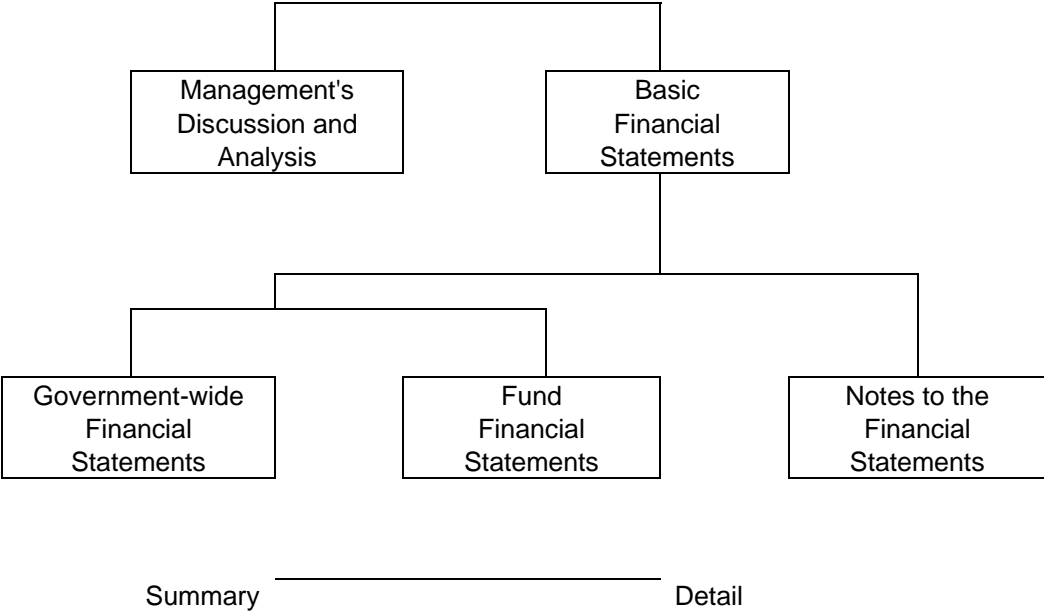 Management's
Discussion and
Analysis
Basic
Financial
Statements
Government-wide
Financial
Statements
Fund
Financial
Statements
Notes to the
Financial
Statements
Summary
Detail